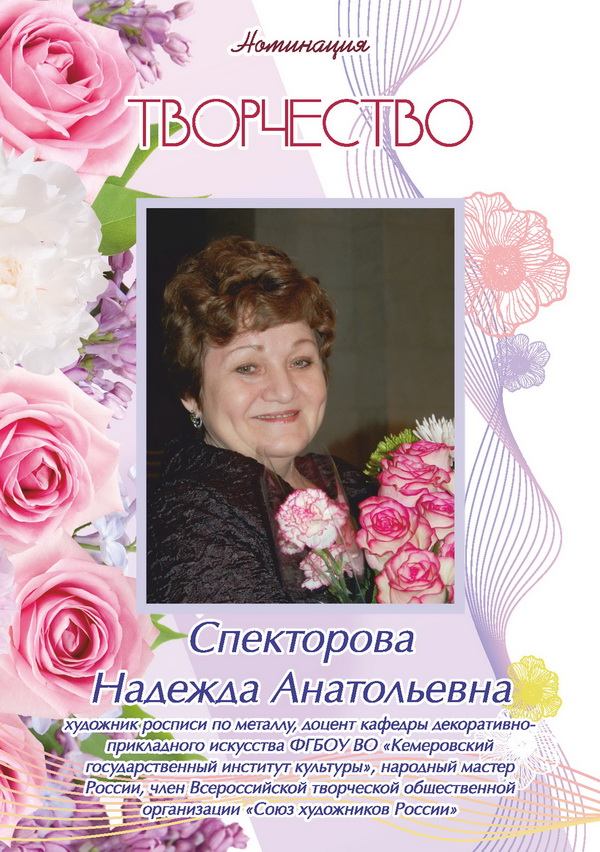 Номинация
ТВОРЧЕСТВО
Спекторова
Надежда Анатольевна
художник росписи по металлу, доцент кафедры декоративно-
прикладного искусства ФГБОУ ВО «Кемеровский
государственный институт культуры», народный мастер
России, член Всероссийской творческой общественной
организации «Союз художников России»